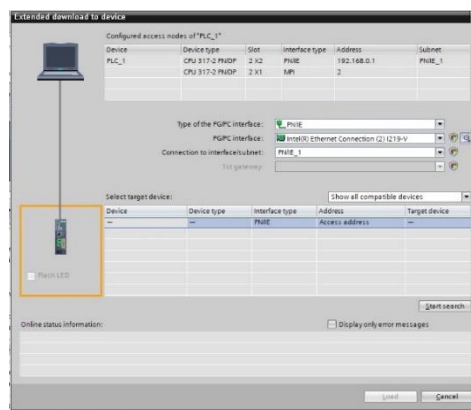 Extended download to device
Configured access nodes of "PLC_1"
Device Device type Slot Interface type Address Subnet
PLC_1 CPU 317-2 PN/DP 2 X2 PN/IE 192.168.0.1 PN/IE_1
CPU 317-2 PN/DP 2 X1 MPI 2
Type of the PG/PC interface: PN/IE
PG/PC interface: Intel(R) Ethernet Connection (2) I219-V
Connection to interface/subnet: PN/IE_1
1st gateway:
Select target device: Show all compatible devices
Device Device type Interface type Address Target device
— — PN/IE Access address —
Flash LED
Start search
Online status information: Display only error messages
Load Cancel